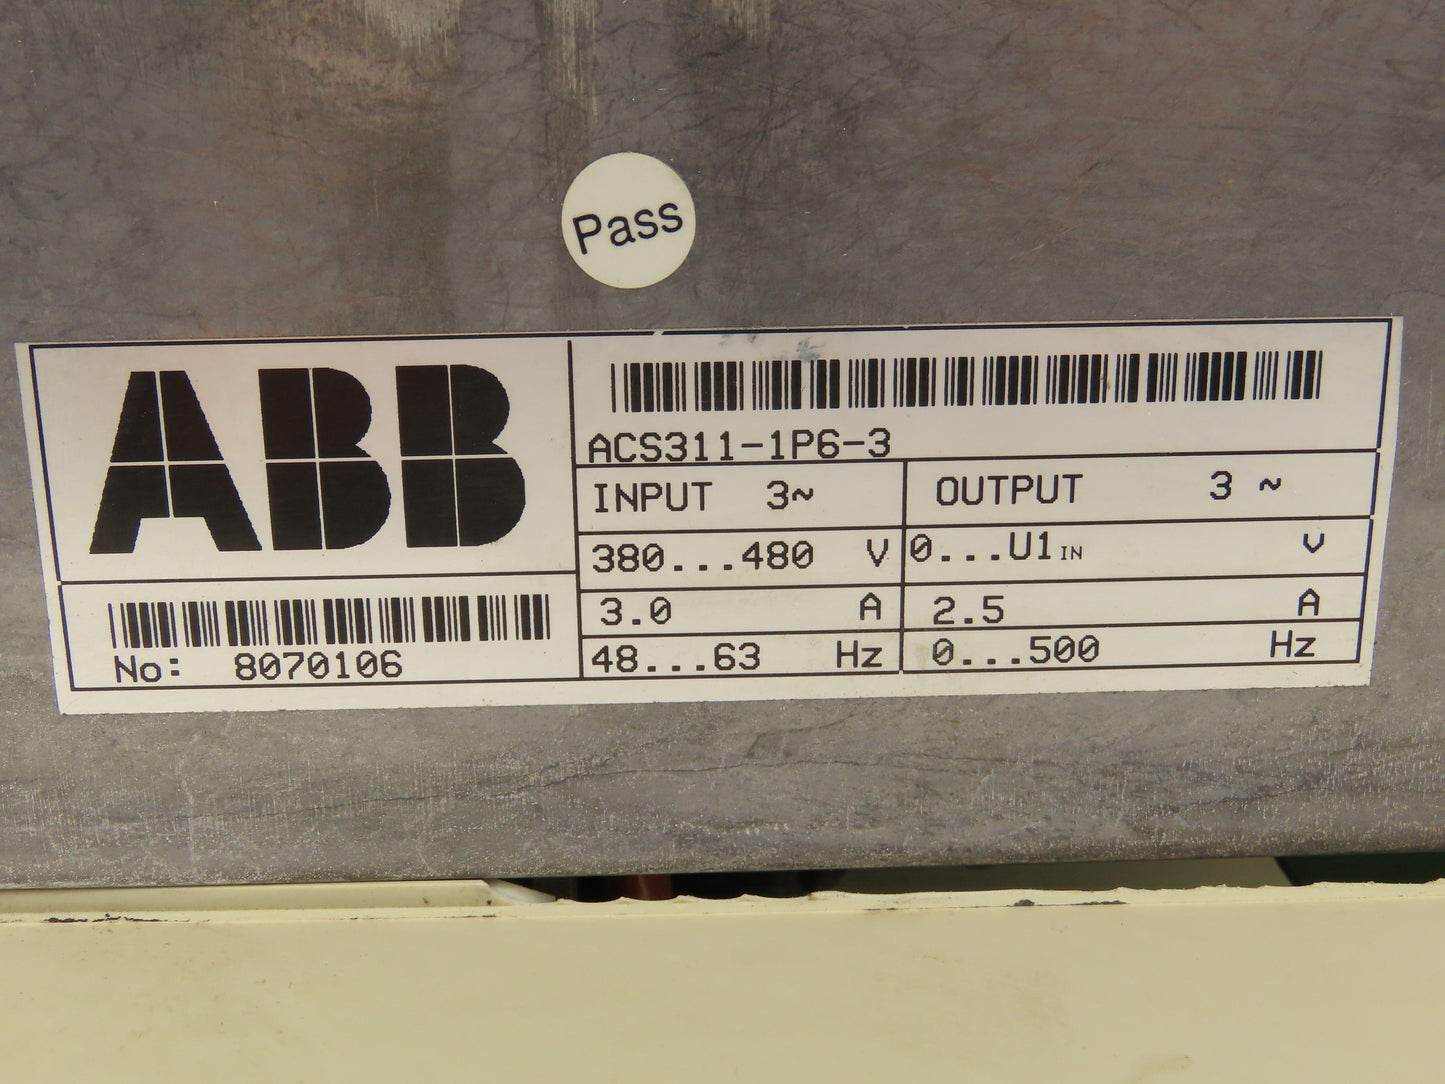 Pass
ABB
ACS311-1P6-3
INPUT 3~ OUTPUT 3 ~
380...480 V 0...U1IN V
3.0 A 2.5 A
48...63 Hz 0...500 Hz
No: 8070106